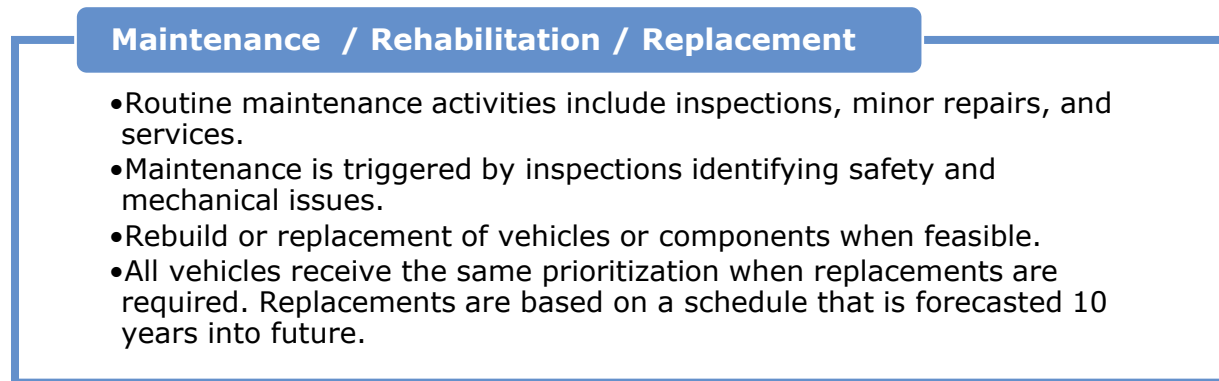 Maintenance  / Rehabilitation / Replacement
•Routine maintenance activities include inspections, minor repairs, and
services.
•Maintenance is triggered by inspections identifying safety and
mechanical issues.
•Rebuild or replacement of vehicles or components when feasible.
•All vehicles receive the same prioritization when replacements are
required. Replacements are based on a schedule that is forecasted 10
years into future.